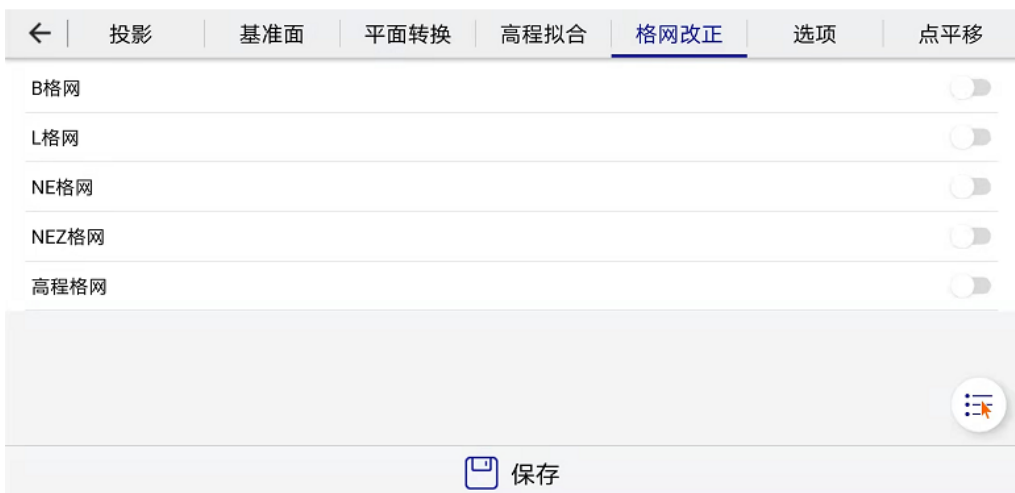 投影 基准面 平面转换 高程拟合 格网改正 选项 点平移
B格网
L格网
NE格网
NEZ格网
高程格网
保存